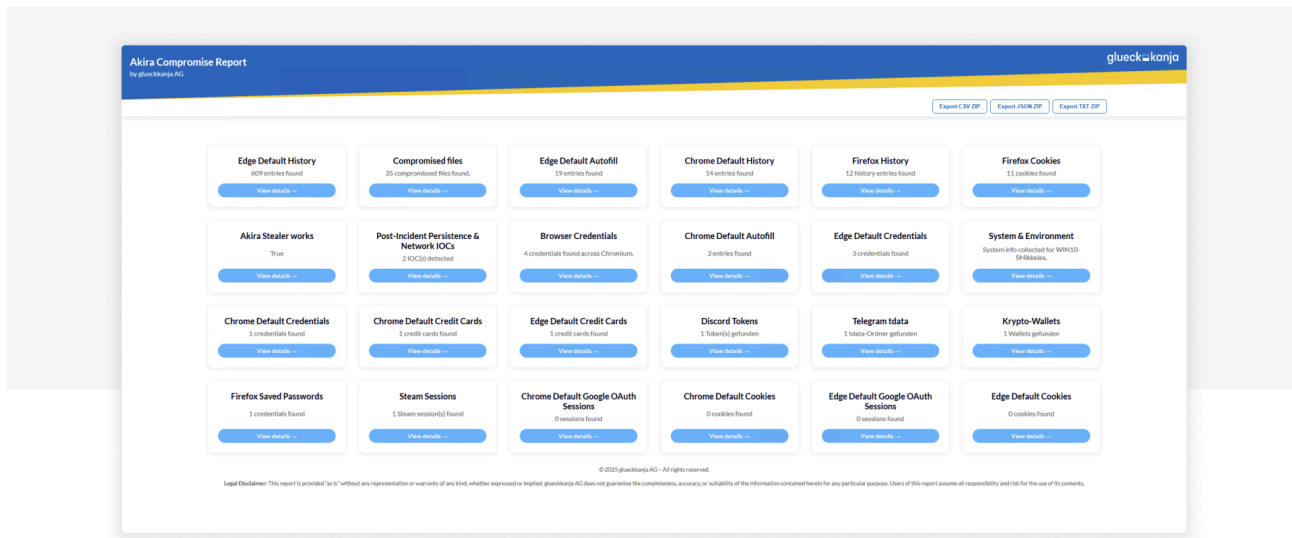 Akira Compromise Report
by glueckkanja AG
glueckkanja
Export CSV ZIP
Export JSON ZIP
Export TXT ZIP
Edge Default History
609 entries found
View details →
Compromised files
35 compromissed files found.
View details →
Edge Default Autofill
19 entries found
View details →
Chrome Default History
14 entries found
View details →
Firefox History
12 history entries found
View details →
Firefox Cookies
11 cookies found
View details →
Akira Stealer works
True
View details →
Post-Incident Persistence &
Network IOCs
2 IOC(s) detected
View details →
Browser Credentials
4 credentials found across Chromium.
View details →
Chrome Default Autofill
3 entries found
View details →
Edge Default Credentials
3 credentials found
View details →
System & Environment
System info collected for WIN10-
SMikkeles.
View details →
Chrome Default Credentials
1 credentials found
View details →
Chrome Default Credit Cards
1 credit cards found
View details →
Edge Default Credit Cards
1 credit cards found
View details →
Discord Tokens
1 Token(s) gefunden
View details →
Telegram tdata
1 tdata-Ordner gefunden
View details →
Krypto-Wallets
1 Wallets gefunden
View details →
Firefox Saved Passwords
1 credentials found
View details →
Steam Sessions
1 Steam session(s) found
View details →
Chrome Default Google OAuth
Sessions
0 sessions found
View details →
Chrome Default Cookies
0 cookies found
View details →
Edge Default Google OAuth
Sessions
0 sessions found
View details →
Edge Default Cookies
0 cookies found
View details →
© 2025 glueckkanja AG – All rights reserved.
Legal Disclaimer: This report is provided "as is" without any representation or warranty of any kind, whether expressed or implied. glueckkanja AG does not guarantee the completeness, accuracy, or suitability of the information contained herein for any particular purpose. Users of this report assume all responsibility and risk for the use of its contents.